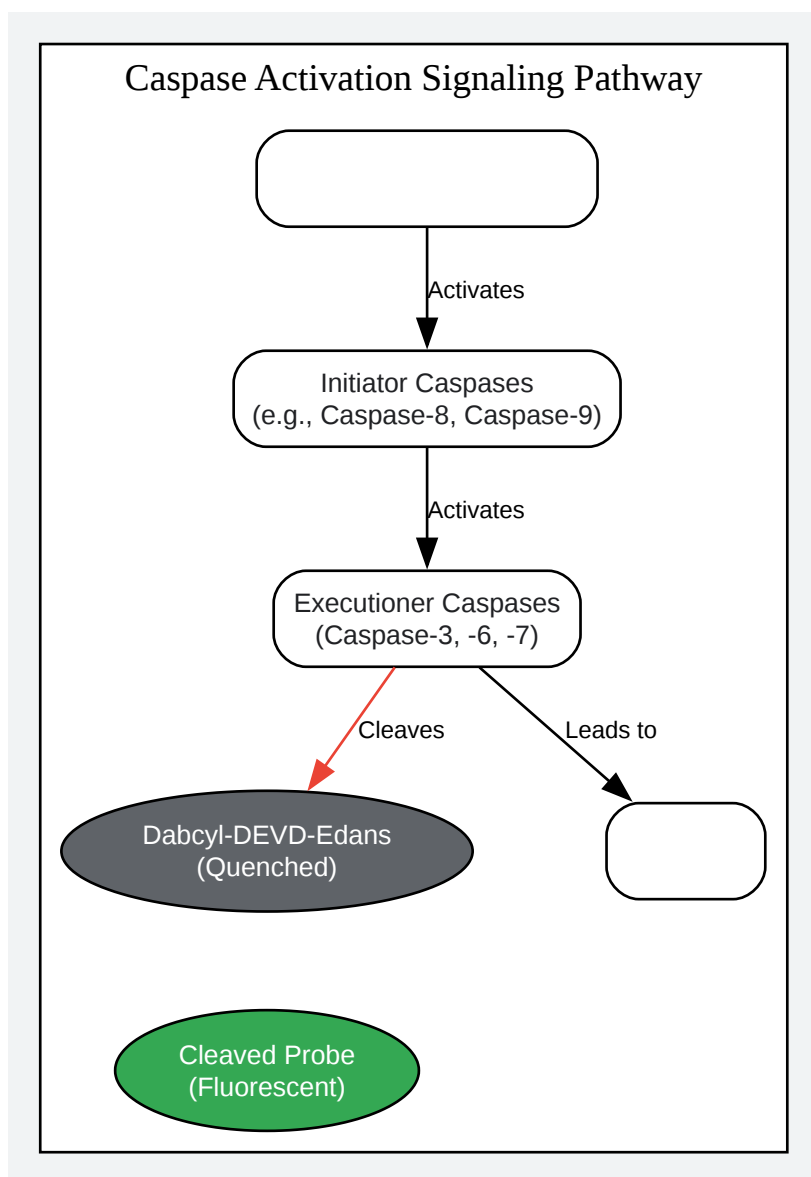 Caspase Activation Signaling Pathway
Activates
Initiator Caspases
(e.g., Caspase-8, Caspase-9)
Activates
Executioner Caspases
(Caspase-3, -6, -7)
Cleaves
Leads to
Dabcyl-DEVD-Edans
(Quenched)
Cleaved Probe
(Fluorescent)